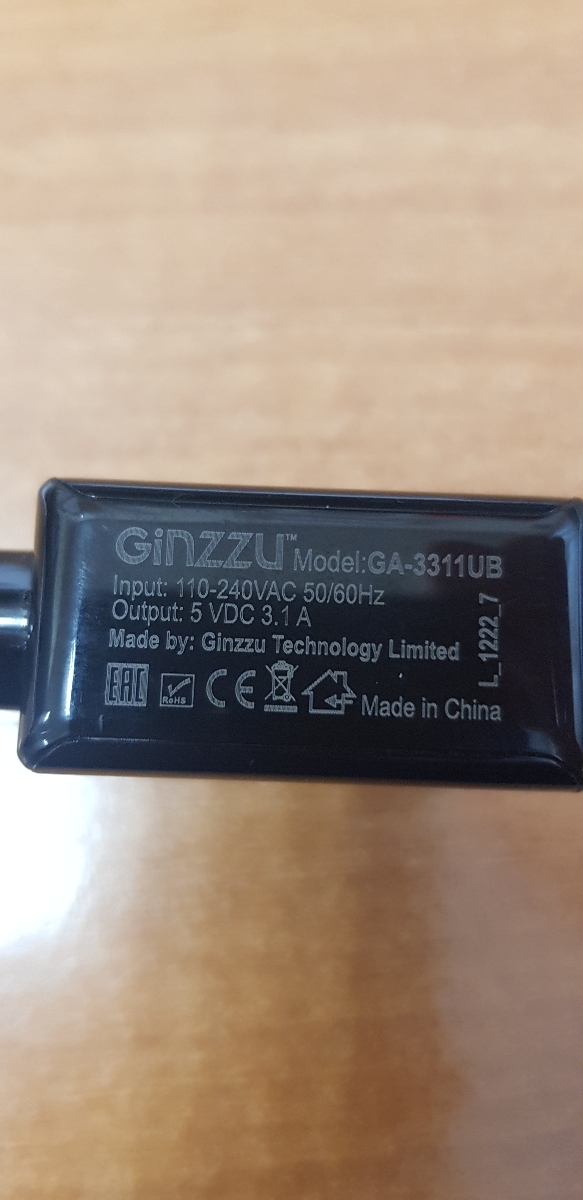 GinzzU™ Model:GA-3311UB
Input: 110-240VAC 50/60Hz
Output: 5 VDC 3.1 A
Made by: Ginzzu Technology Limited
L_1222_7
EAC RoHS CE Made in China